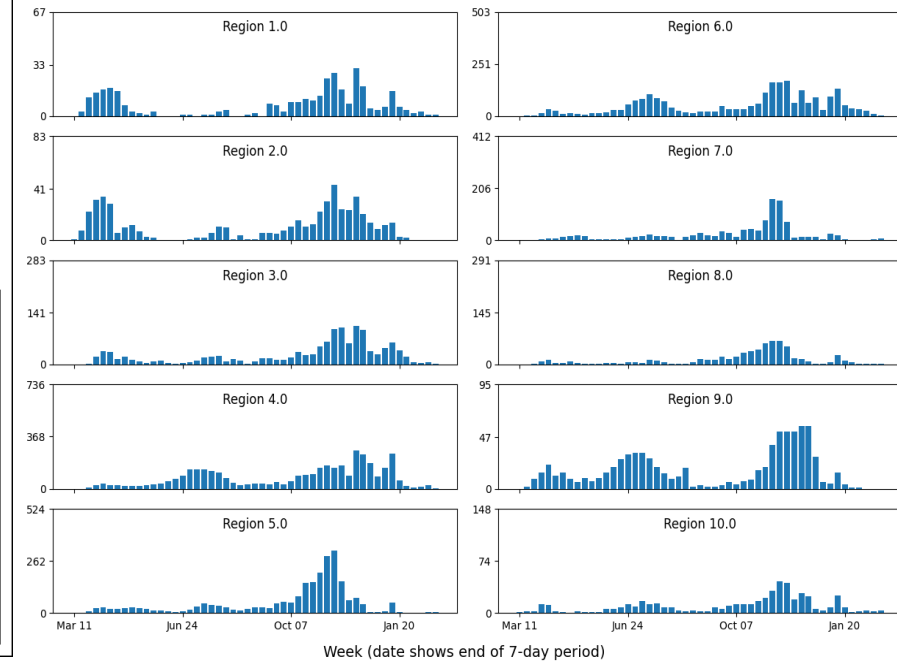 67
33
0
Region 1.0
503
251
0
Region 6.0
83
41
0
Region 2.0
412
206
0
Region 7.0
283
141
0
Region 3.0
291
145
0
Region 8.0
736
368
0
Region 4.0
95
47
0
Region 9.0
524
262
0
Region 5.0
148
74
0
Region 10.0
Mar 11 Jun 24 Oct 07 Jan 20
Mar 11 Jun 24 Oct 07 Jan 20
Week (date shows end of 7-day period)